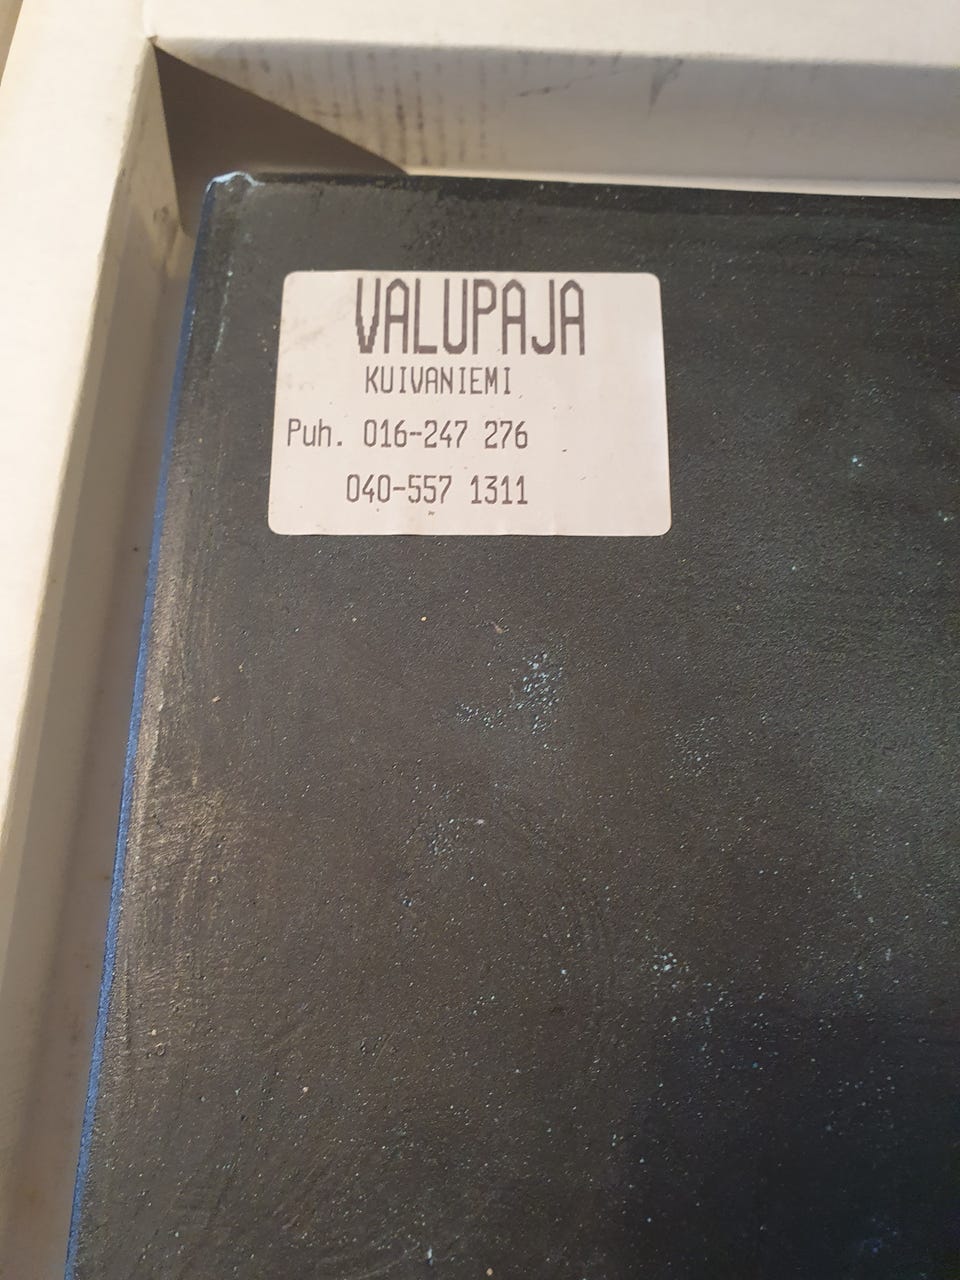 VALUPAJA
KUIVANIEMI
Puh. 016-247 276
040-557 1311